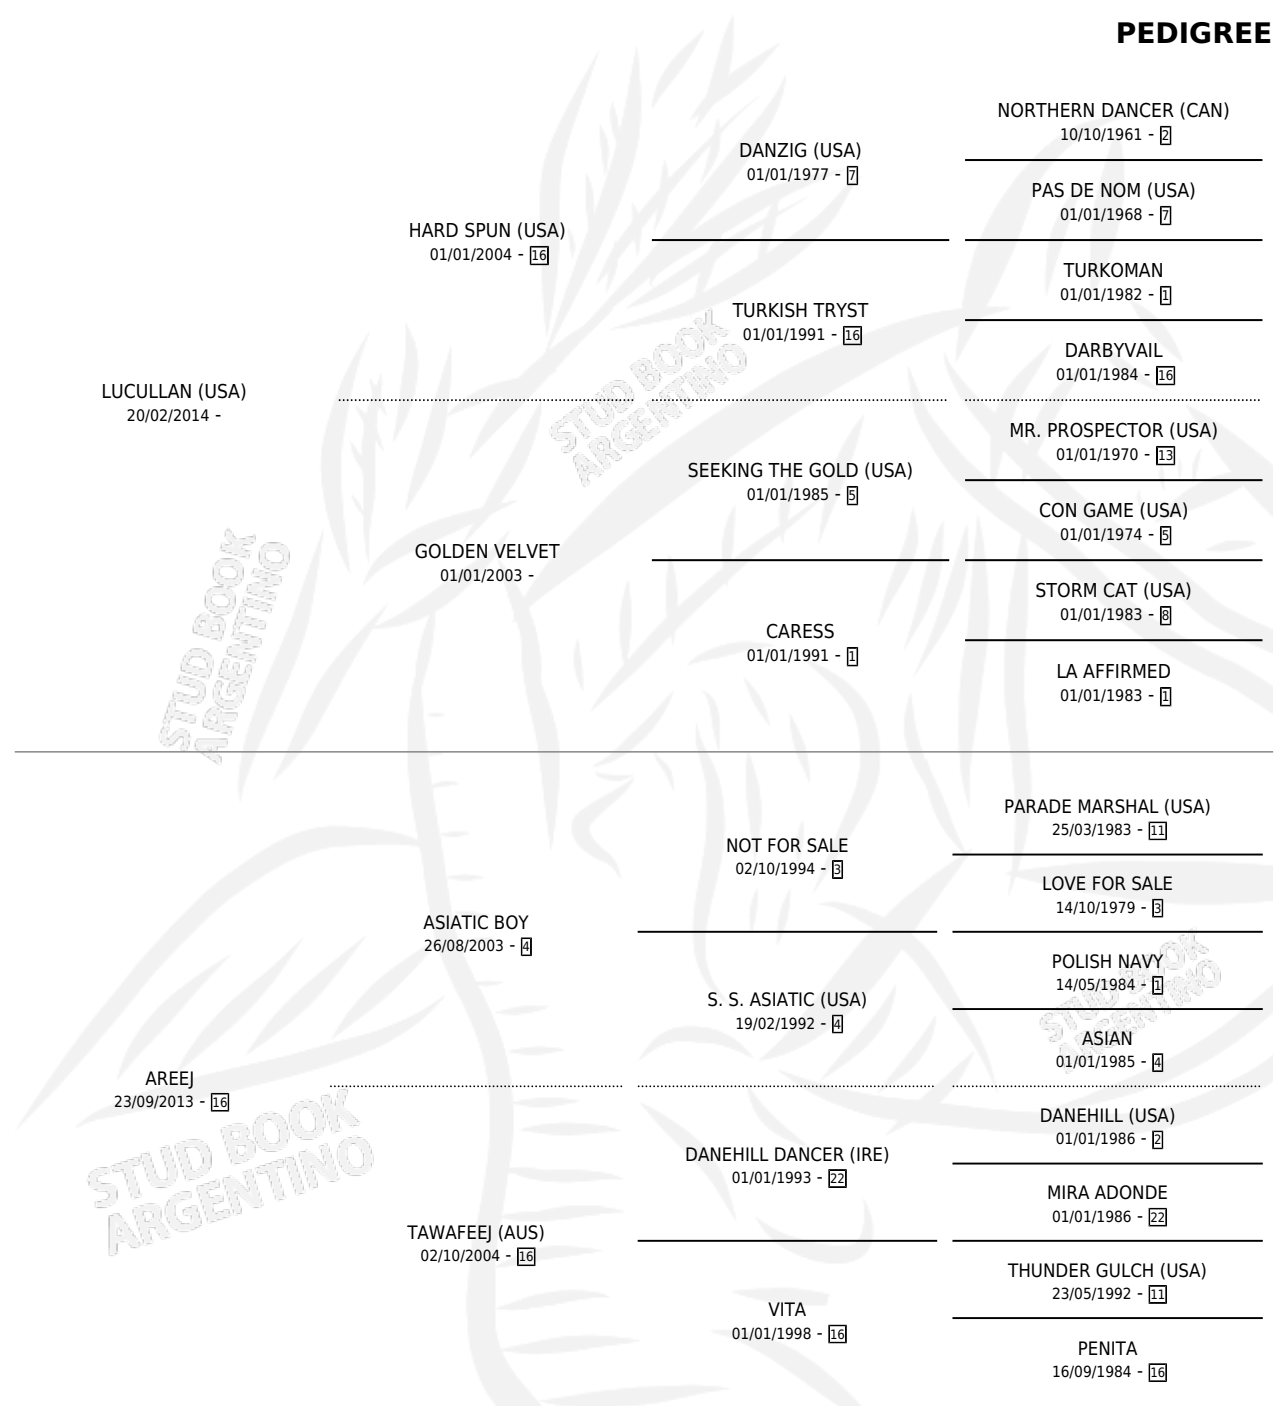 PEDIGREE
NORTHERN DANCER (CAN)
10/10/1961 - 2
DANZIG (USA)
01/01/1977 - 7
PAS DE NOM (USA)
01/01/1968 - 7
HARD SPUN (USA)
01/01/2004 - 16
TURKOMAN
01/01/1982 - 1
TURKISH TRYST
01/01/1991 - 16
DARBYVAIL
01/01/1984 - 16
LUCULLAN (USA)
20/02/2014 -
MR. PROSPECTOR (USA)
01/01/1970 - 13
SEEKING THE GOLD (USA)
01/01/1985 - 5
CON GAME (USA)
01/01/1974 - 5
GOLDEN VELVET
01/01/2003 -
STORM CAT (USA)
01/01/1983 - 8
CARESS
01/01/1991 - 1
LA AFFIRMED
01/01/1983 - 1
PARADE MARSHAL (USA)
25/03/1983 - 11
NOT FOR SALE
02/10/1994 - 3
LOVE FOR SALE
14/10/1979 - 3
ASIATIC BOY
26/08/2003 - 4
POLISH NAVY
14/05/1984 - 1
S. S. ASIATIC (USA)
19/02/1992 - 4
ASIAN
01/01/1985 - 4
AREEJ
23/09/2013 - 16
DANEHILL (USA)
01/01/1986 - 2
DANEHILL DANCER (IRE)
01/01/1993 - 22
MIRA ADONDE
01/01/1986 - 22
TAWAFEEJ (AUS)
02/10/2004 - 16
THUNDER GULCH (USA)
23/05/1992 - 11
VITA
01/01/1998 - 16
PENITA
16/09/1984 - 16
STUD BOOK
ARGENTINO
STUD BOOK
ARGENTINO
STUD BOOK
ARGENTINO
STUD BOOK
ARGENTINO